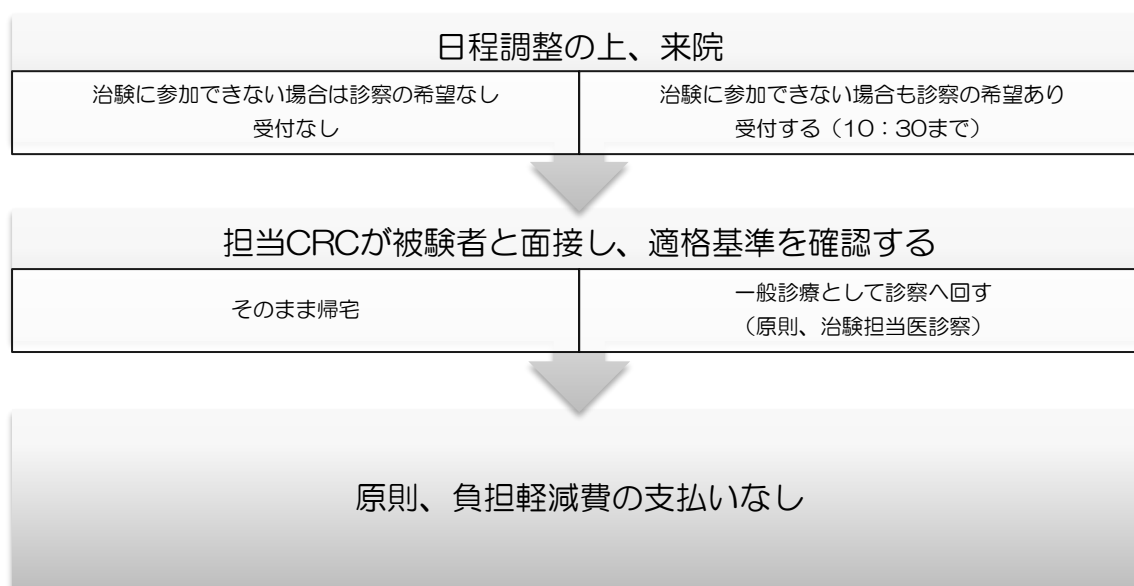 日程調整の上、来院
治験に参加できない場合は診察の希望なし
受付なし
治験に参加できない場合も診察の希望あり
受付する（10：30まで）
担当CRCが被験者と面接し、適格基準を確認する
そのまま帰宅
一般診療として診察へ回す
（原則、治験担当医診察）
原則、負担軽減費の支払いなし